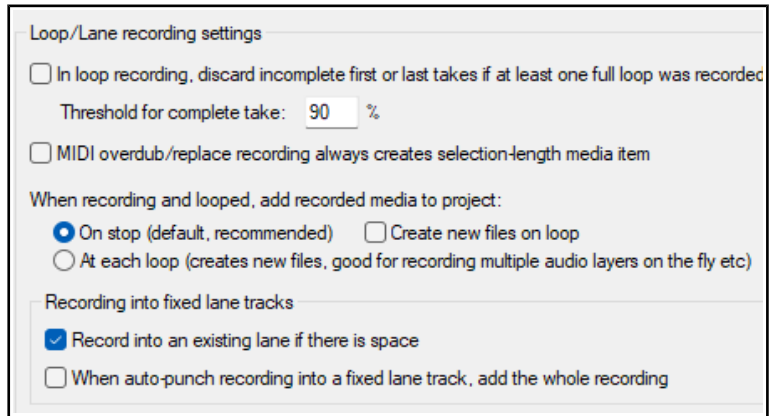 Loop/Lane recording settings
In loop recording, discard incomplete first or last takes if at least one full loop was recorded
Threshold for complete take: 90 %
MIDI overdub/replace recording always creates selection-length media item
When recording and looped, add recorded media to project:
On stop (default, recommended) Create new files on loop
At each loop (creates new files, good for recording multiple audio layers on the fly etc)
Recording into fixed lane tracks
Record into an existing lane if there is space
When auto-punch recording into a fixed lane track, add the whole recording